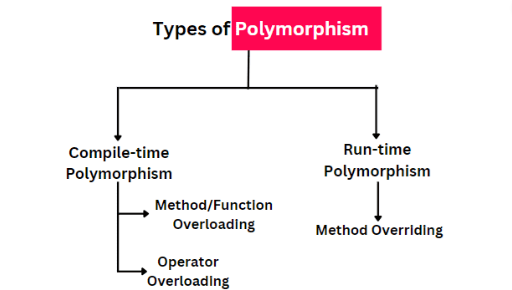 Types of Polymorphism
Compile-time
Polymorphism
Method/Function
Overloading
Operator
Overloading
Run-time
Polymorphism
Method Overriding